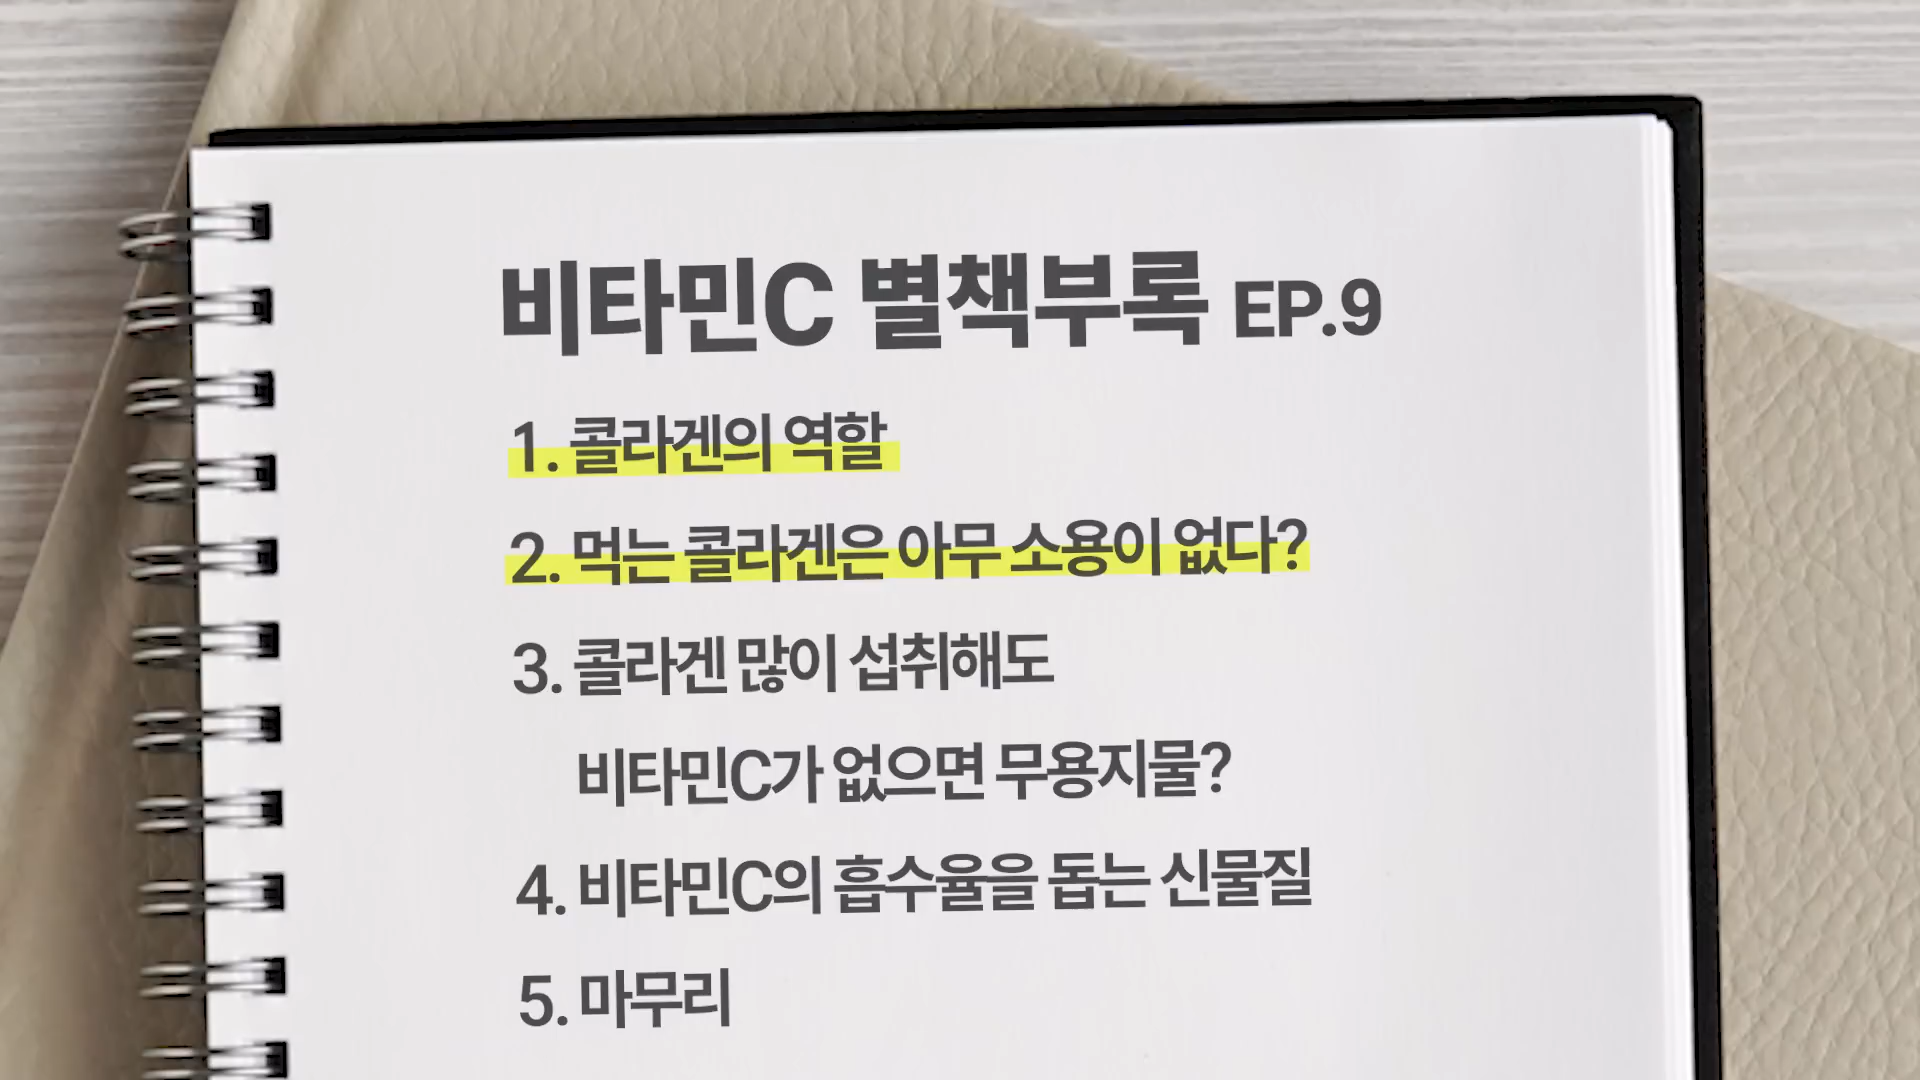 비타민C 별책부록 EP.9
1. 콜라겐의 역할
2. 먹는 콜라겐은 아무 소용이 없다?
3. 콜라겐 많이 섭취해도
비타민C가 없으면 무용지물?
4. 비타민C의 흡수율을 돕는 신물질
5. 마무리